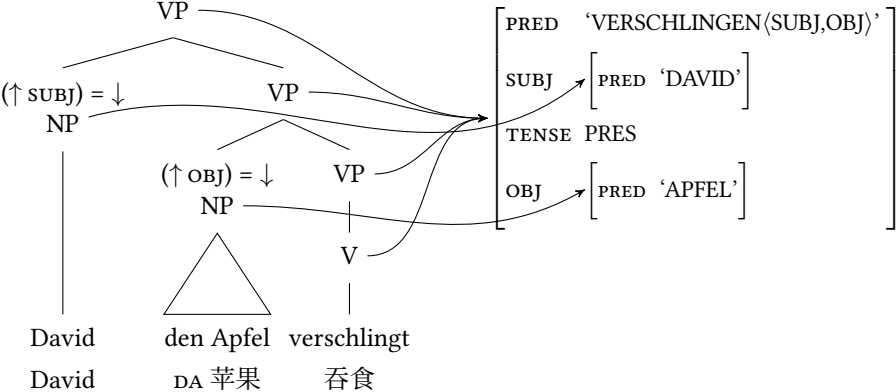 VP
PRED ‘VERSCHLINGEN⟨SUBJ,OBJ⟩’
SUBJ [PRED ‘DAVID’]
TENSE PRES
OBJ [PRED ‘APFEL’]
(↑ SUBJ) = ↓ VP
NP
(↑ OBJ) = ↓ VP
NP
V
David den Apfel verschlingt
David DA 苹果 吞食